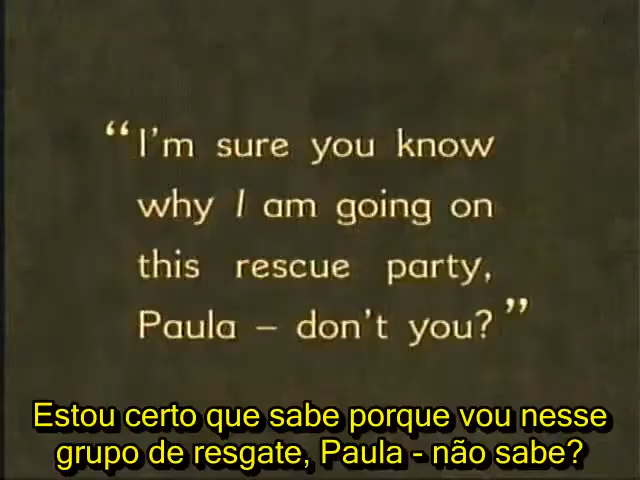 “I’m sure you know
why I am going on
this rescue party,
Paula – don’t you?”
Estou certo que sabe porque vou nesse
grupo de resgate, Paula - não sabe?